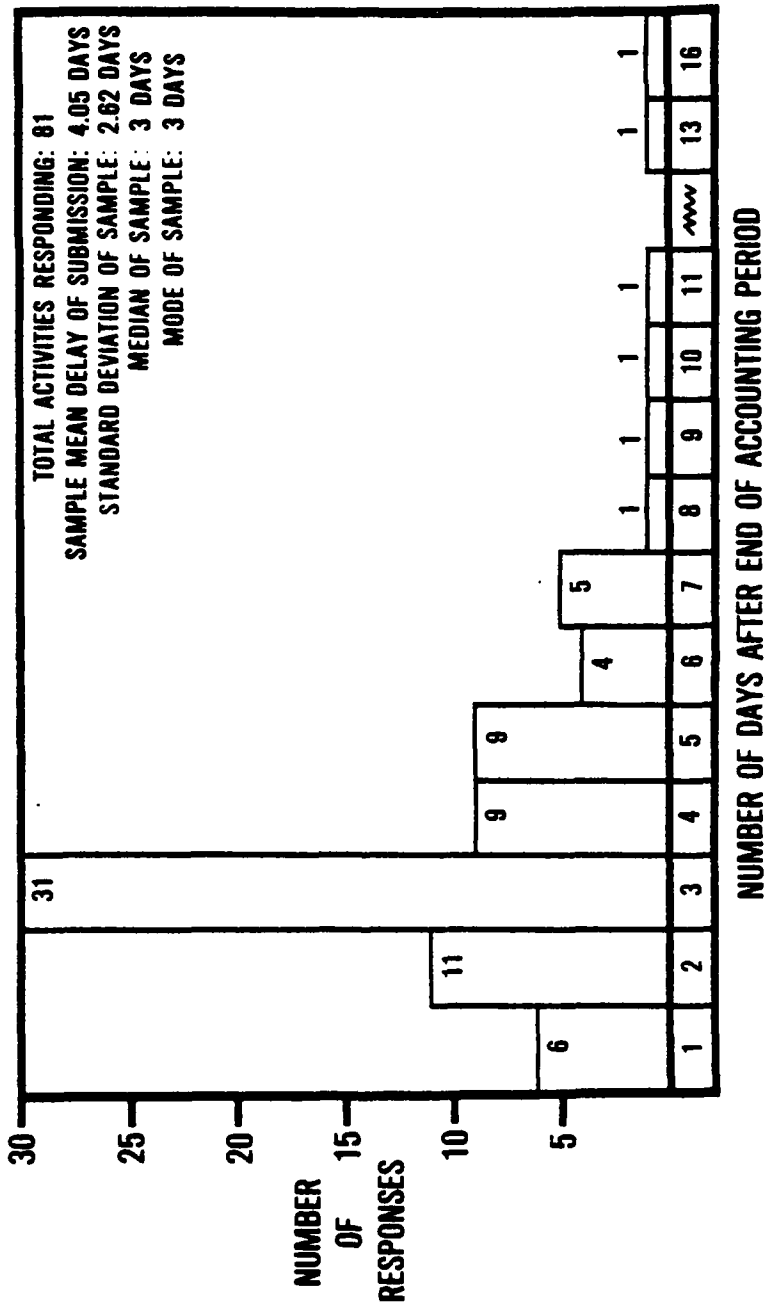 TOTAL ACTIVITIES RESPONDING: 81
SAMPLE MEAN DELAY OF SUBMISSION: 4.05 DAYS
STANDARD DEVIATION OF SAMPLE: 2.62 DAYS
MEDIAN OF SAMPLE: 3 DAYS
MODE OF SAMPLE: 3 DAYS
30
25
20
15
10
5
NUMBER
OF
RESPONSES
6 11 31 9 9 4 5 1 1 1 1 1 1
1 2 3 4 5 6 7 8 9 10 11 13 16
NUMBER OF DAYS AFTER END OF ACCOUNTING PERIOD